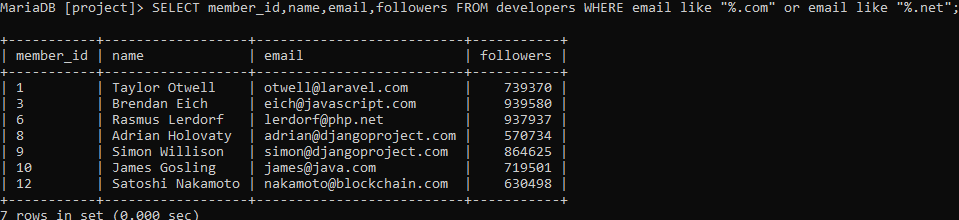 MariaDB [project]> SELECT member_id,name,email,followers FROM developers WHERE email like "%.com" or email like "%.net";
+-----------+-----------------+-------------------------+-----------+
| member_id | name            | email                   | followers |
+-----------+-----------------+-------------------------+-----------+
| 1         | Taylor Otwell   | otwell@laravel.com      |    739370 |
| 3         | Brendan Eich    | eich@javascript.com     |    939580 |
| 6         | Rasmus Lerdorf  | lerdorf@php.net         |    937937 |
| 8         | Adrian Holovaty | adrian@djangoproject.com |    570734 |
| 9         | Simon Willison  | simon@djangoproject.com |    864625 |
| 10        | James Gosling   | james@java.com          |    719501 |
| 12        | Satoshi Nakamoto | nakamoto@blockchain.com |    630498 |
+-----------+-----------------+-------------------------+-----------+
7 rows in set (0.000 sec)